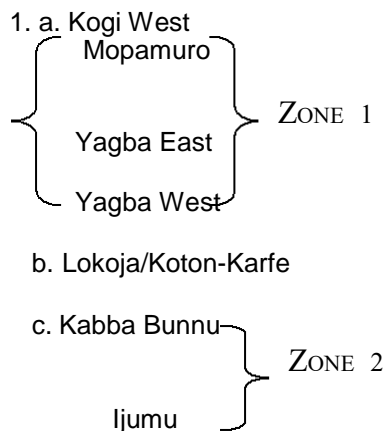 1. a. Kogi West
Mopamuro
ZONE 1
Yagba East
Yagba West
b. Lokoja/Koton-Karfe
c. Kabba Bunnu
ZONE 2
Ijumu